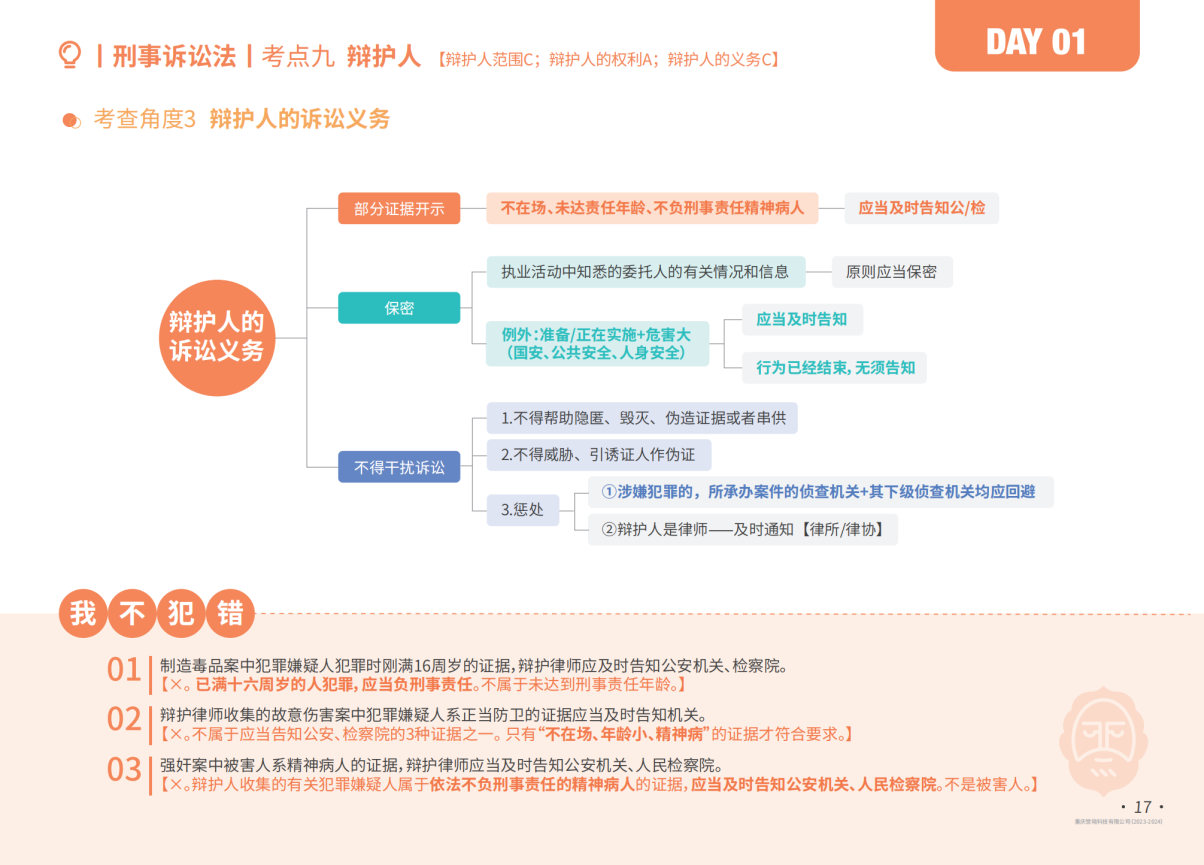 DAY 01
刑事诉讼法 考点九 辩护人 【辩护人范围C；辩护人的权利A；辩护人的义务C】
考查角度3 辩护人的诉讼义务
辩护人的
诉讼义务
部分证据开示
不在场、未达责任年龄、不负刑事责任精神病人
应当及时告知公/检
保密
执业活动中知悉的委托人的有关情况和信息
原则应当保密
例外：准备/正在实施+危害大
（国安、公共安全、人身安全）
应当及时告知
行为已经结束，无须告知
不得干扰诉讼
1.不得帮助隐匿、毁灭、伪造证据或者串供
2.不得威胁、引诱证人作伪证
3.惩处
①涉嫌犯罪的，所承办案件的侦查机关+其下级侦查机关均应回避
②辩护人是律师——及时通知【律所/律协】
我不犯错
01 制造毒品案中犯罪嫌疑人犯罪时刚满16周岁的证据，辩护律师应及时告知公安机关、检察院。
【×。已满十六周岁的人犯罪，应当负刑事责任。不属于未达到刑事责任年龄。】
02 辩护律师收集的故意伤害案中犯罪嫌疑人系正当防卫的证据应当及时告知机关。
【×。不属于应当告知公安、检察院的3种证据之一。只有“不在场、年龄小、精神病”的证据才符合要求。】
03 强奸案中被害人系精神病人的证据，辩护律师应当及时告知公安机关、人民检察院。
【×。辩护人收集的有关犯罪嫌疑人属于依法不负刑事责任的精神病人的证据，应当及时告知公安机关、人民检察院。不是被害人。】
• 17 •